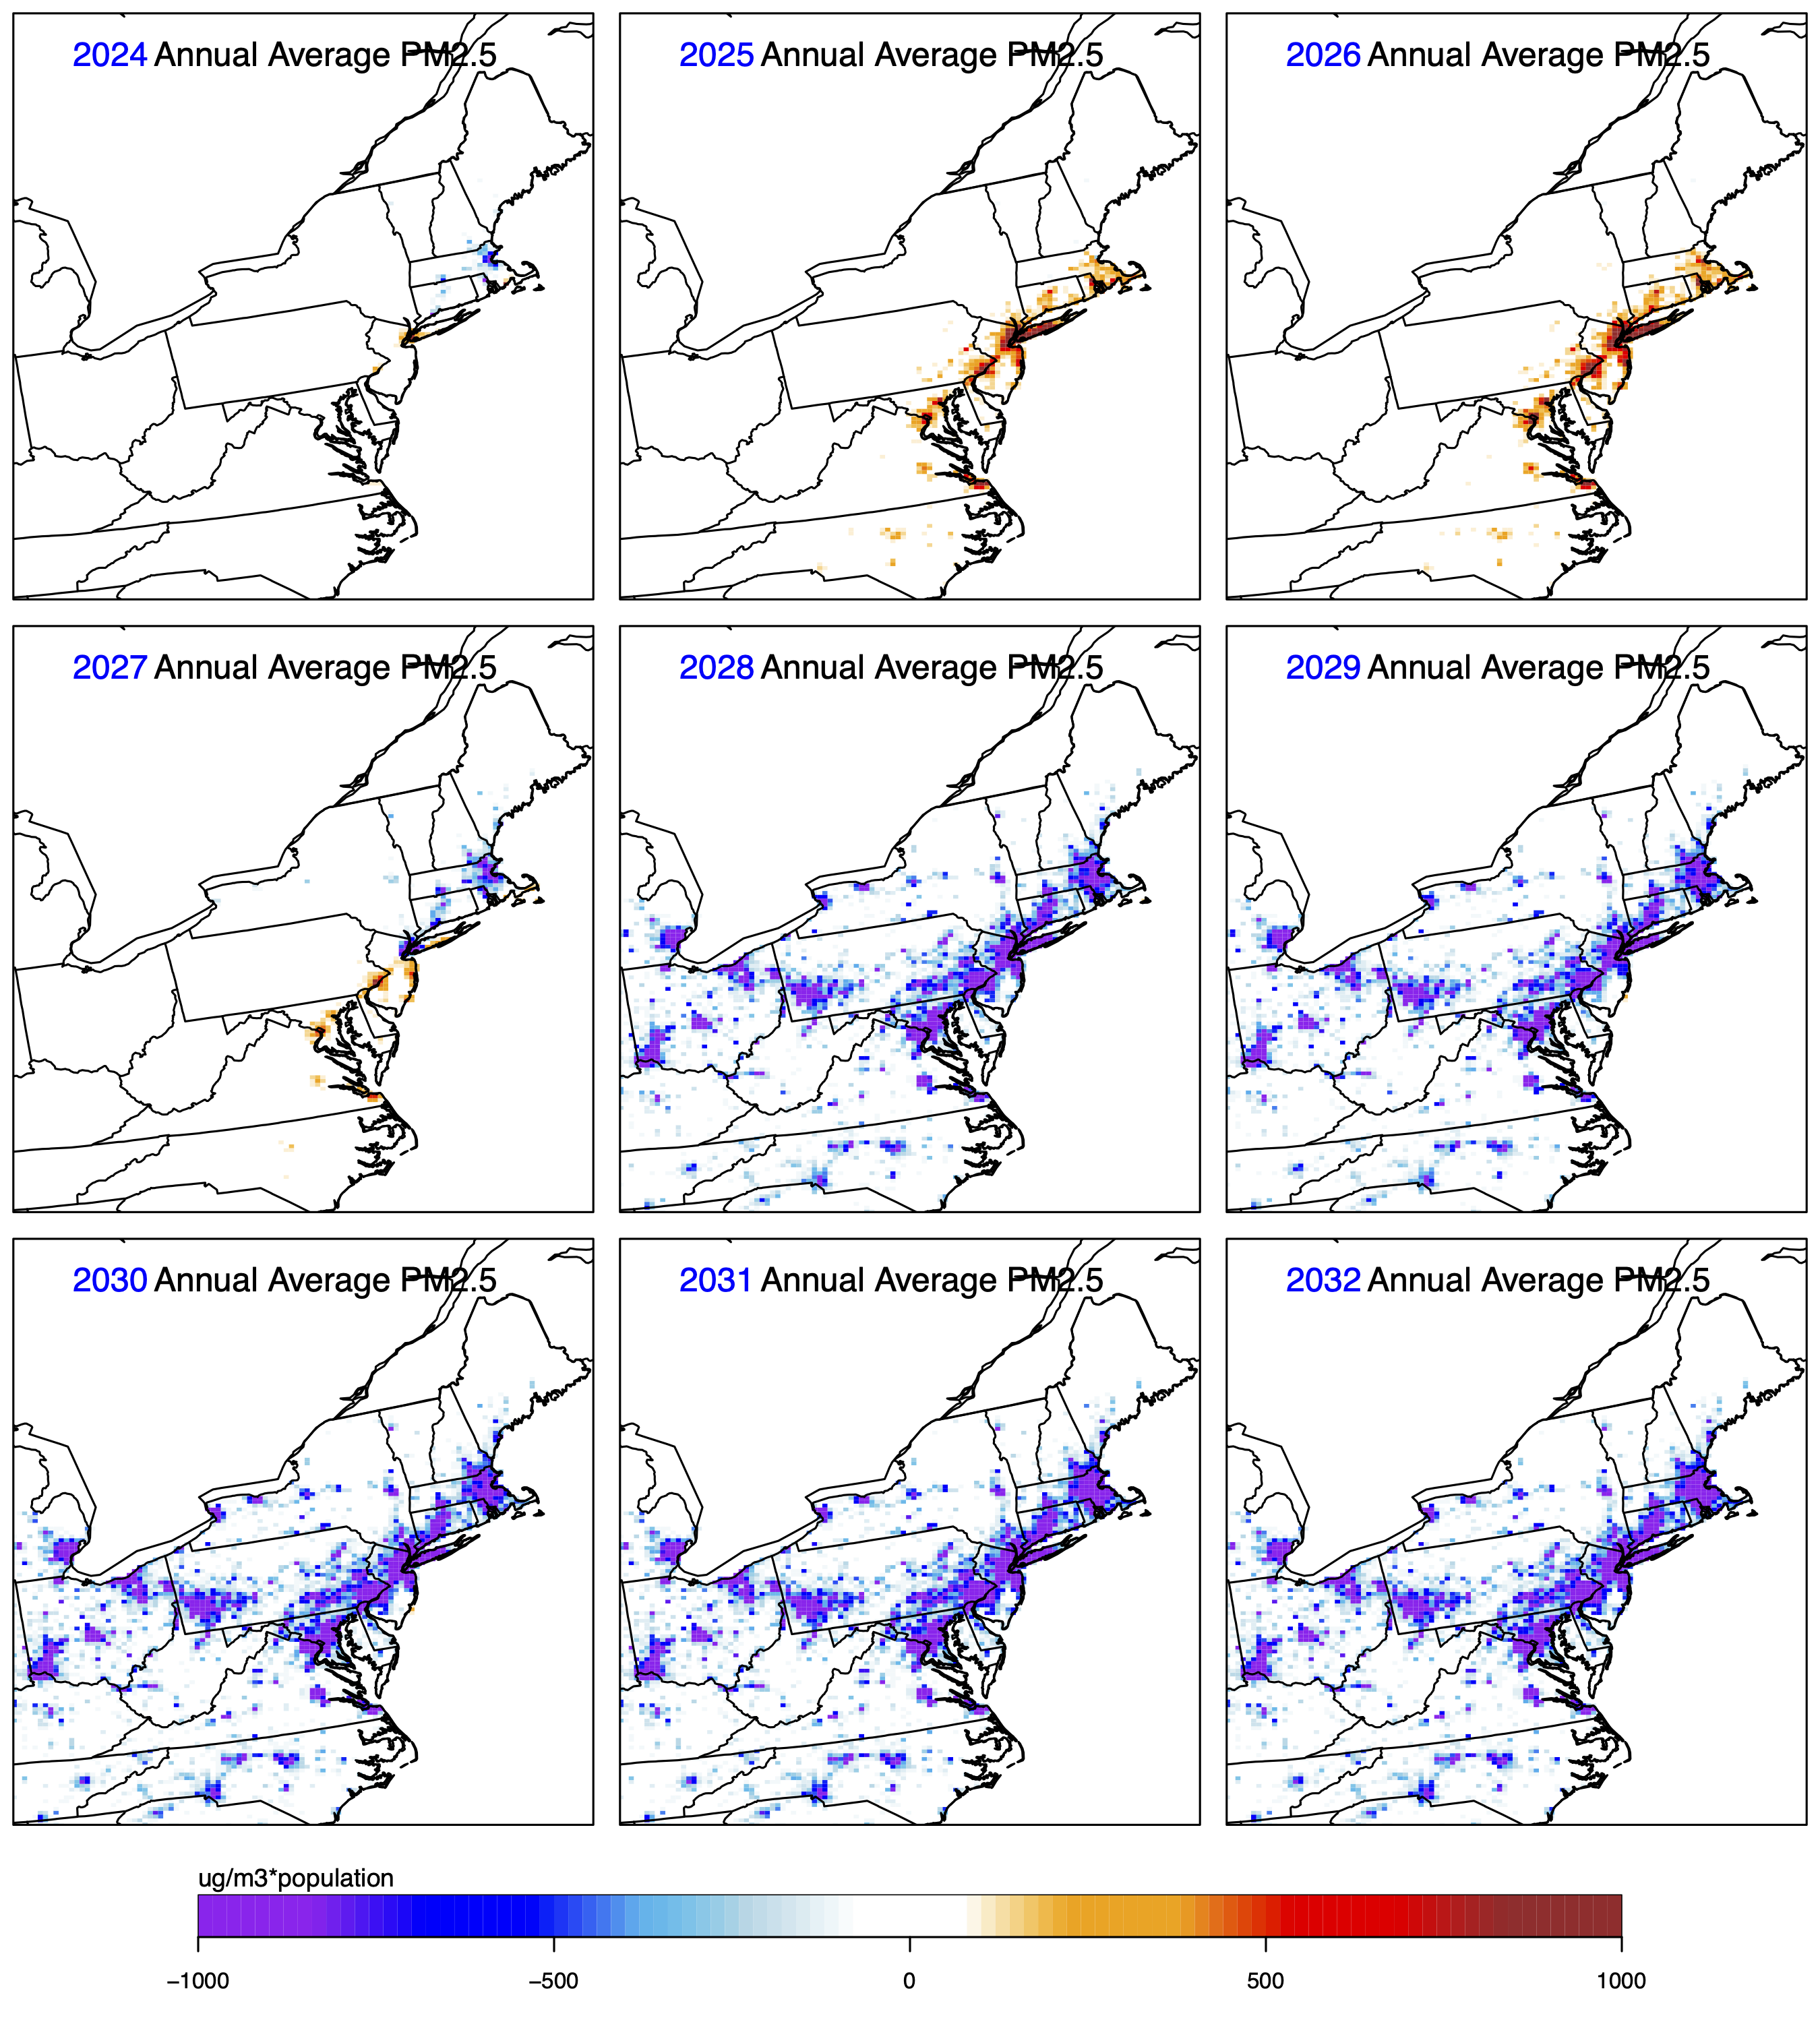 2024 Annual Average PM2.5
2025 Annual Average PM2.5
2026 Annual Average PM2.5
2027 Annual Average PM2.5
2028 Annual Average PM2.5
2029 Annual Average PM2.5
2030 Annual Average PM2.5
2031 Annual Average PM2.5
2032 Annual Average PM2.5
ug/m3*population
−1000 −500 0 500 1000